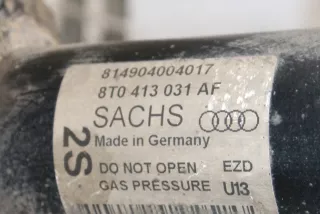 814904004017
8T0 413 031 AF
SACHS
Made in Germany
2S
DO NOT OPEN EZD
GAS PRESSURE U13